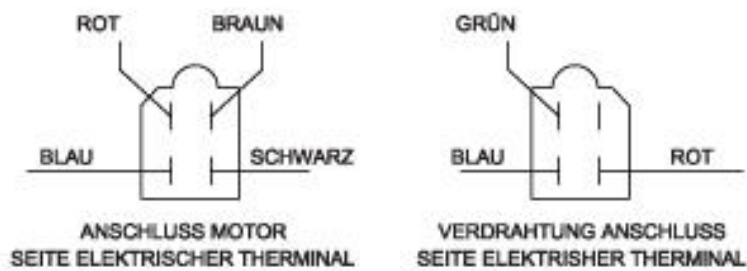 ROT BRAUN
BLAU SCHWARZ
ANSCHLUSS MOTOR
SEITE ELEKTRISCHER THERMINAL
GRÜN
BLAU ROT
VERDRAHTUNG ANSCHLUSS
SEITE ELEKTRISHER THERMINAL